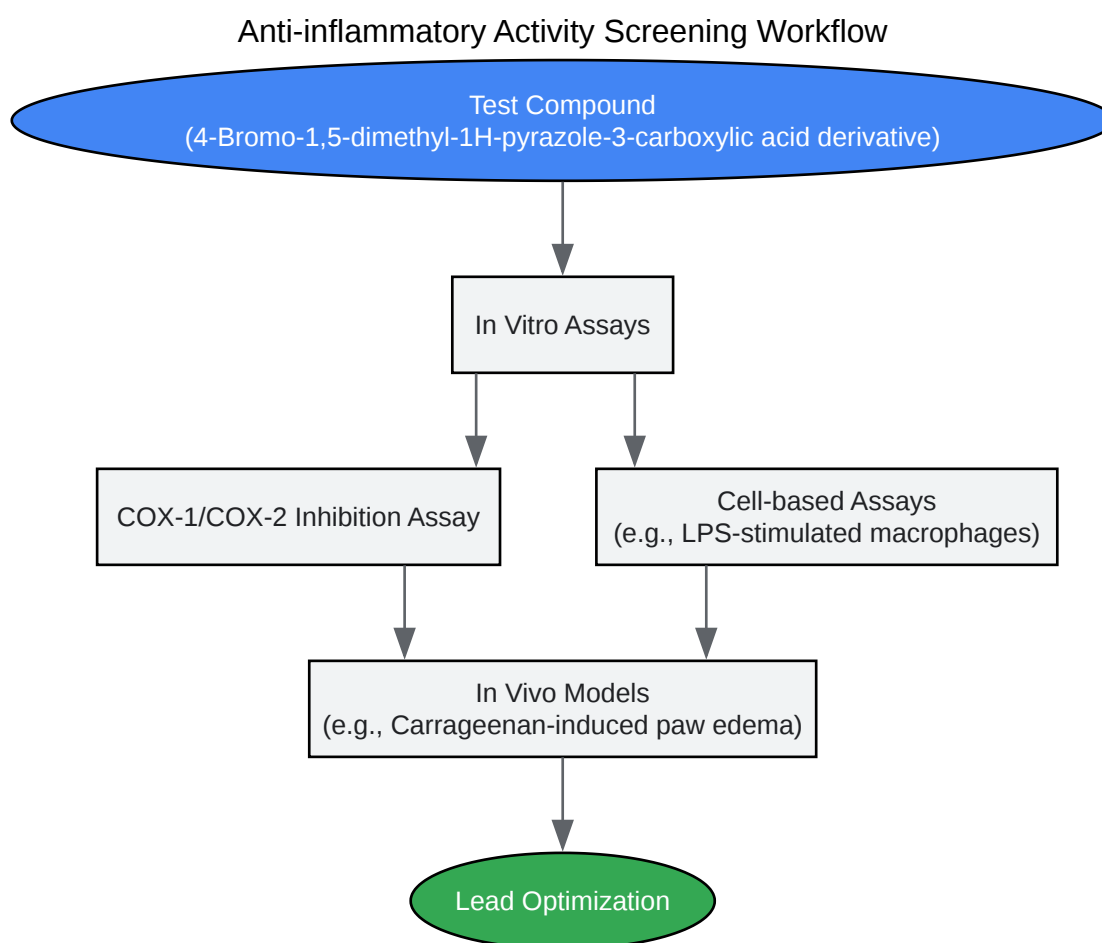 Anti-inflammatory Activity Screening Workflow
Test Compound
(4-Bromo-1,5-dimethyl-1H-pyrazole-3-carboxylic acid derivative)
In Vitro Assays
COX-1/COX-2 Inhibition Assay
Cell-based Assays
(e.g., LPS-stimulated macrophages)
In Vivo Models
(e.g., Carrageenan-induced paw edema)
Lead Optimization